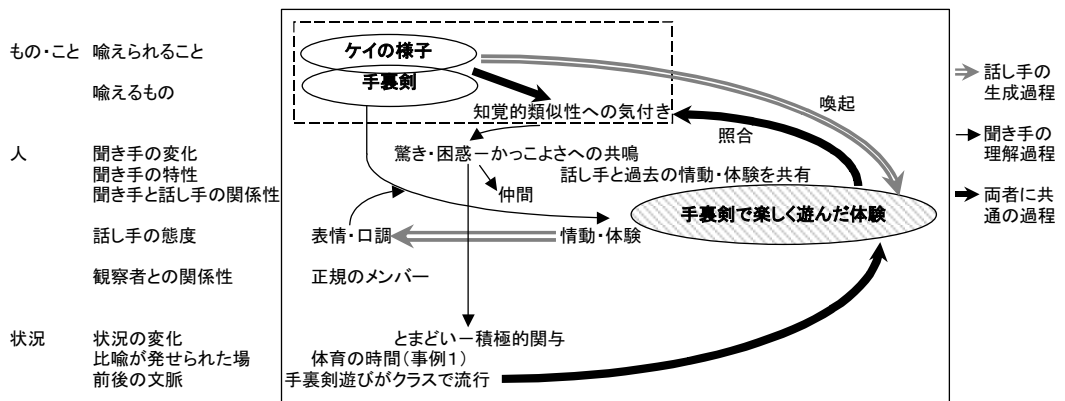 もの・こと 喩えられること ケイの様子
手裏剣
喩えるもの
知覚的類似性への気付き
喚起
照合
人 聞き手の変化 驚き・困惑－かっこよさへの共鳴
聞き手の特性 話し手と過去の情動・体験を共有
聞き手と話し手の関係性 仲間
手裏剣で楽しく遊んだ体験
話し手の態度 表情・口調 情動・体験
観察者との関係性 正規のメンバー
状況 状況の変化 とまどい－積極的関与
比喩が発せられた場 体育の時間(事例1)
前後の文脈 手裏剣遊びがクラスで流行
話し手の
生成過程
聞き手の
理解過程
両者に共
通の過程